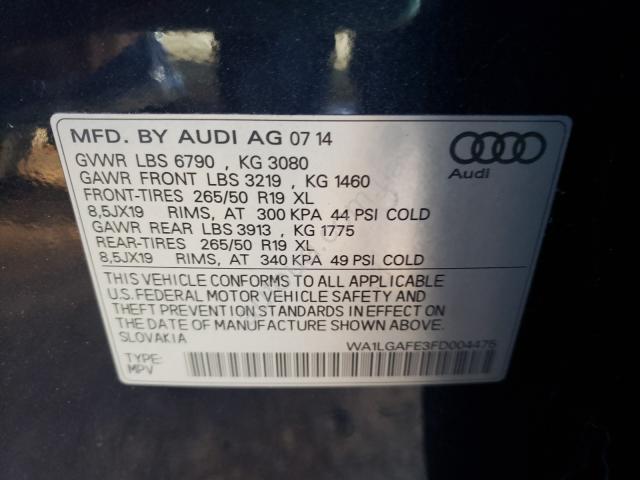 MFD. BY AUDI AG 07 14
GVWR LBS 6790 , KG 3080
GAWR FRONT LBS 3219 , KG 1460
FRONT-TIRES 265/50 R19 XL
8,5JX19 RIMS, AT 300 KPA 44 PSI COLD
GAWR REAR LBS 3913 , KG 1775
REAR-TIRES 265/50 R19 XL
8,5JX19 RIMS, AT 340 KPA 49 PSI COLD
Audi
THIS VEHICLE CONFORMS TO ALL APPLICABLE
U.S. FEDERAL MOTOR VEHICLE SAFETY AND
THEFT PREVENTION STANDARDS IN EFFECT ON
THE DATE OF MANUFACTURE SHOWN ABOVE.
SLOVAKIA
WA1LGAFE3FD004475
TYPE:
MPV